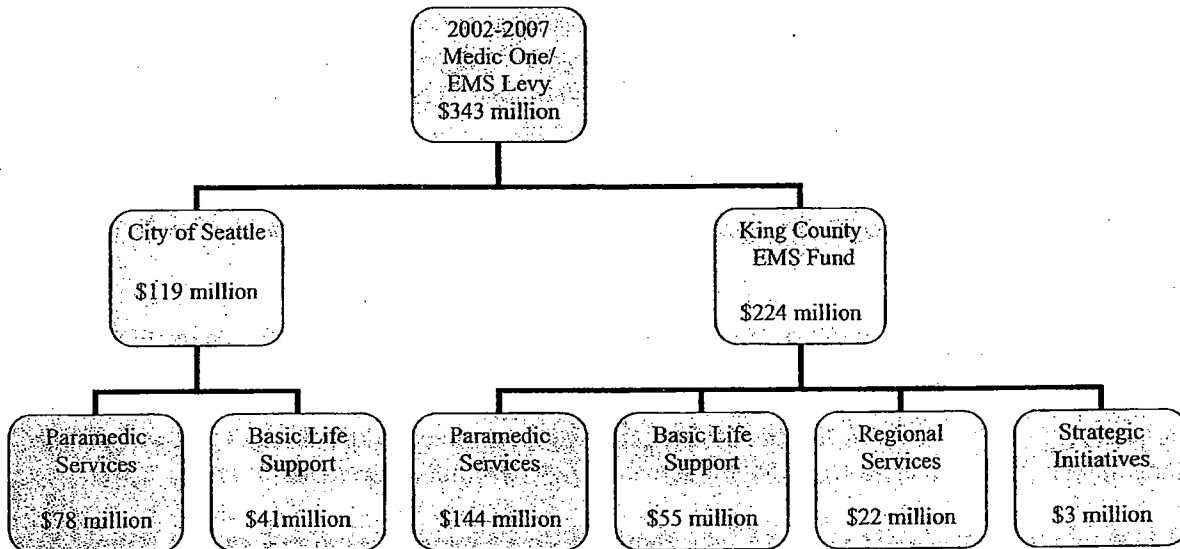 2002-2007
Medic One/
EMS Levy
$343 million
City of Seattle
$119 million
King County
EMS Fund
$224 million
Paramedic
Services
$78 million
Basic Life
Support
$41million
Paramedic
Services
$144 million
Basic Life
Support
$55 million
Regional
Services
$22 million
Strategic
Initiatives
$3 million